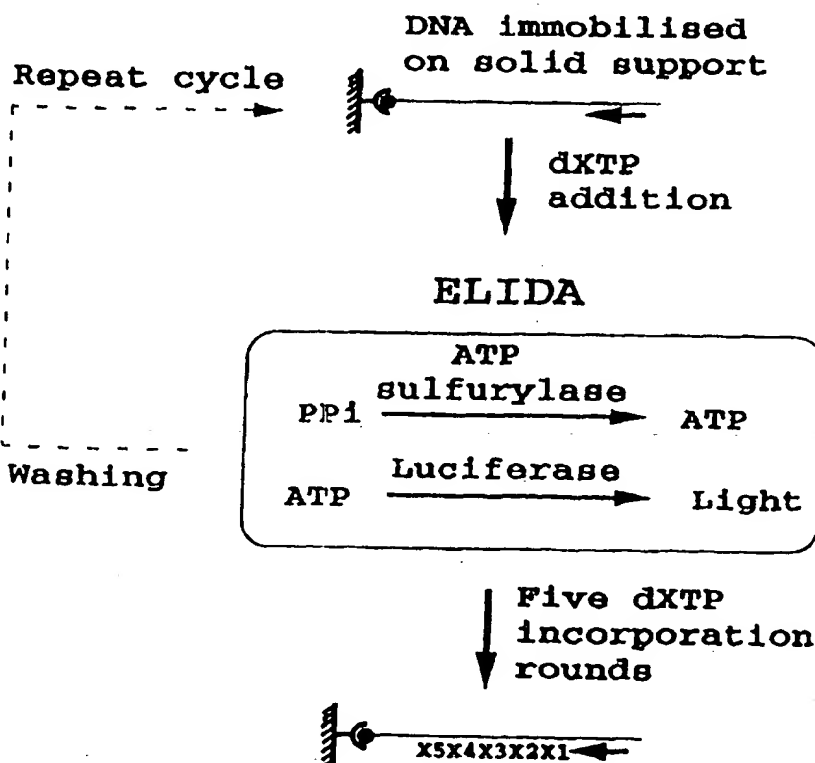 DNA immobilised
on solid support
Repeat cycle
dXTP
addition
ELIDA
ATP
sulfurylase
PPi
ATP
Washing
Luciferase
ATP
Light
Five dXTP
incorporation
rounds
X5X4X3X2X1